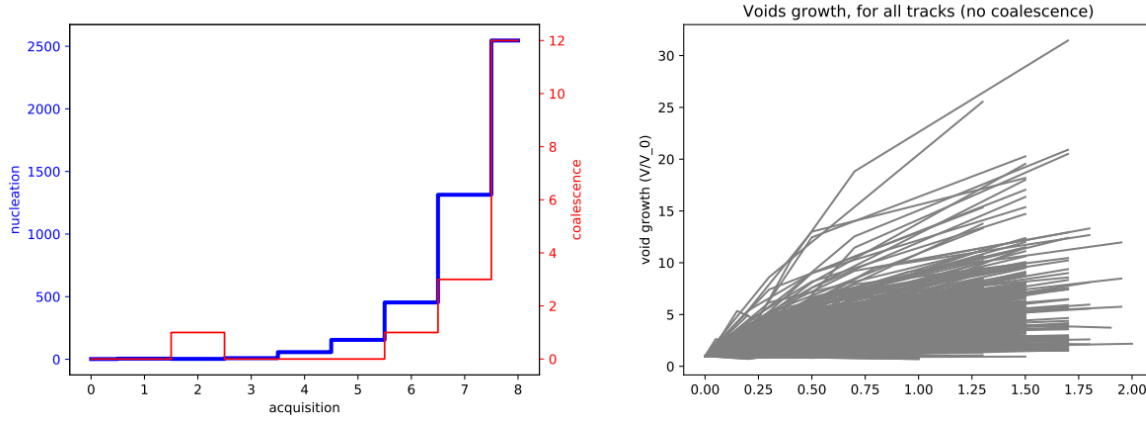 2500
2000
1500
1000
500
0
nucleation
0 1 2 3 4 5 6 7 8
acquisition
12
10
8
6
4
2
0
coalescence
Voids growth, for all tracks (no coalescence)
30
25
20
15
10
5
0
void growth (V/V_0)
0.00 0.25 0.50 0.75 1.00 1.25 1.50 1.75 2.00